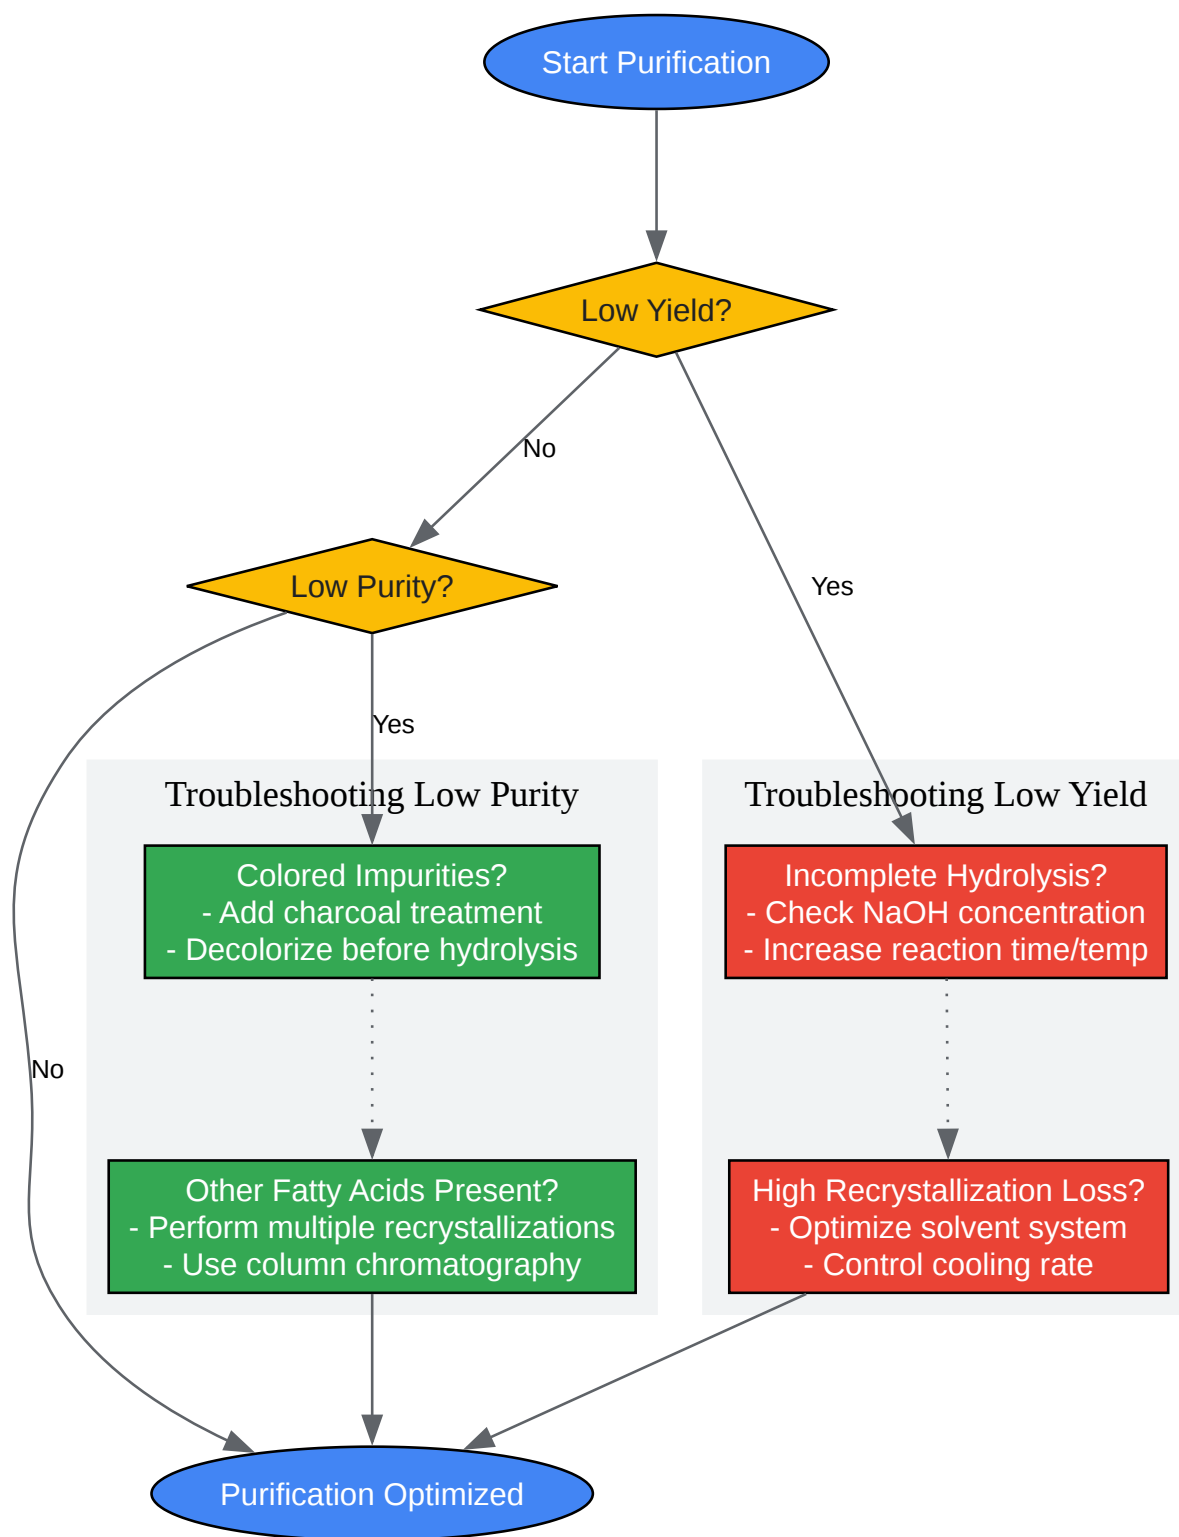 Start Purification
Low Yield?
No
Low Purity?
Yes
Yes
Troubleshooting Low Purity
Troubleshooting Low Yield
Colored Impurities?
- Add charcoal treatment
- Decolorize before hydrolysis
Incomplete Hydrolysis?
- Check NaOH concentration
- Increase reaction time/temp
No
Other Fatty Acids Present?
- Perform multiple recrystallizations
- Use column chromatography
High Recrystallization Loss?
- Optimize solvent system
- Control cooling rate
Purification Optimized